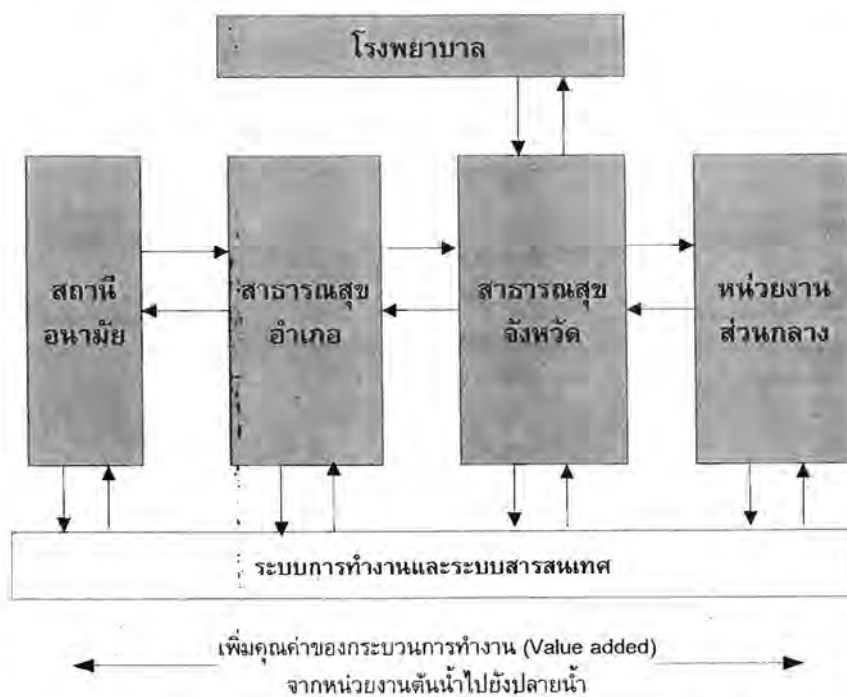 โรงพยาบาล
สถานี
อนามัย
สาธารณสุข
อำเภอ
สาธารณสุข
จังหวัด
หน่วยงาน
ส่วนกลาง
ระบบการทำงานและระบบสารสนเทศ
เพิ่มคุณค่าของกระบวนการทำงาน (Value added)
จากหน่วยงานต้นน้ำไปยังปลายน้ำ